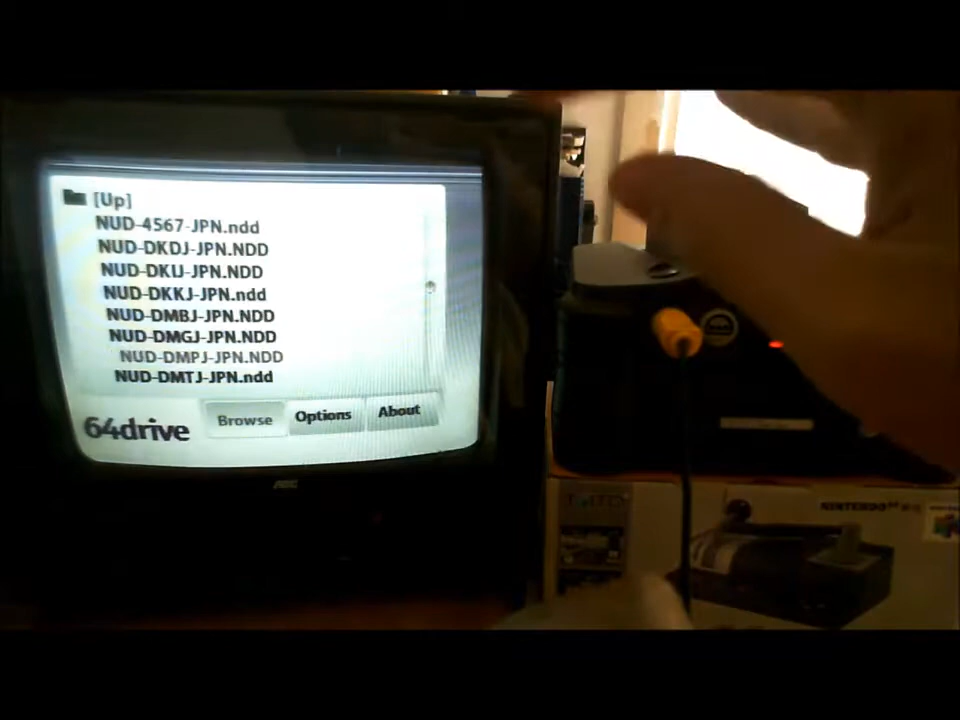 [Up]
NUD-4567-JPN.ndd
NUD-DKDJ-JPN.NDD
NUD-DKIJ-JPN.NDD
NUD-DKKJ-JPN.ndd
NUD-DMBJ-JPN.NDD
NUD-DMGJ-JPN.NDD
NUD-DMPJ-JPN.NDD
NUD-DMTJ-JPN.ndd
64drive
Browse
Options
About
NINTENDO